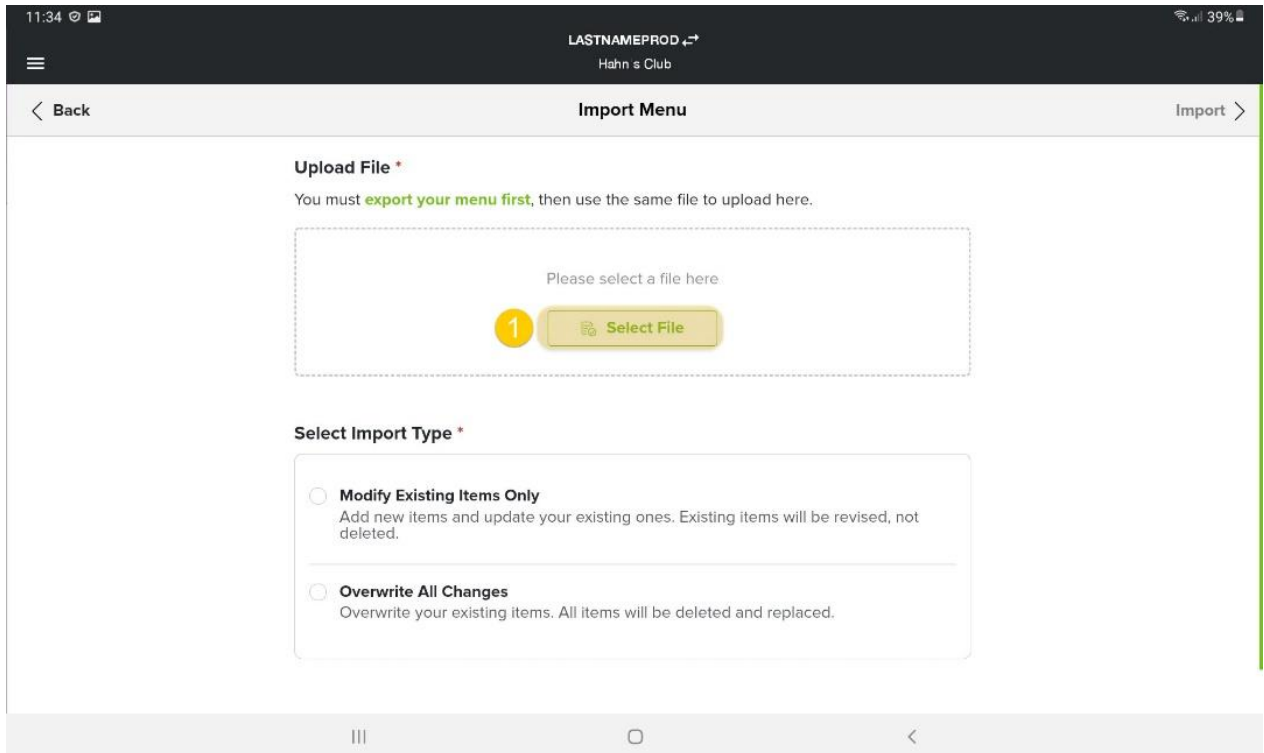 11:34
39%
LASTNAMEPROD
Hahn s Club
Back
Import Menu
Import
Upload File *
You must export your menu first, then use the same file to upload here.
Please select a file here
1
Select File
Select Import Type *
Modify Existing Items Only
Add new items and update your existing ones. Existing items will be revised, not
deleted.
Overwrite All Changes
Overwrite your existing items. All items will be deleted and replaced.